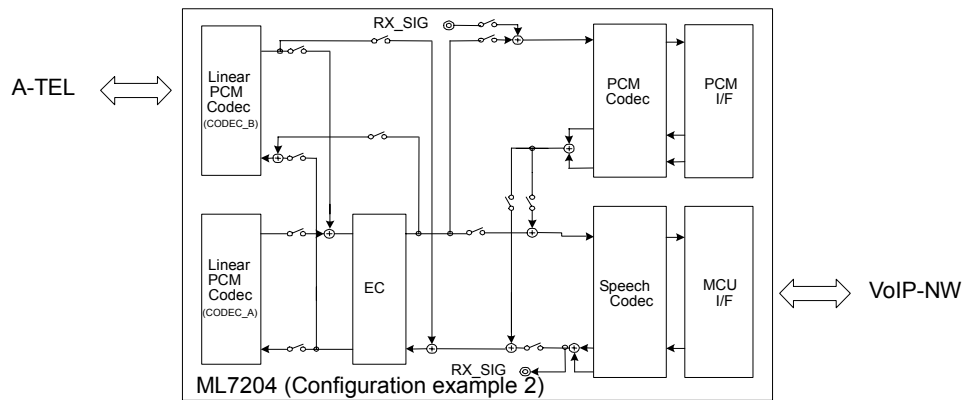 RX_SIG
A-TEL
Linear
PCM
Codec
(CODEC_B)
PCM
Codec
PCM
I/F
Linear
PCM
Codec
(CODEC_A)
EC
Speech
Codec
MCU
I/F
VoIP-NW
RX_SIG
ML7204 (Configuration example 2)